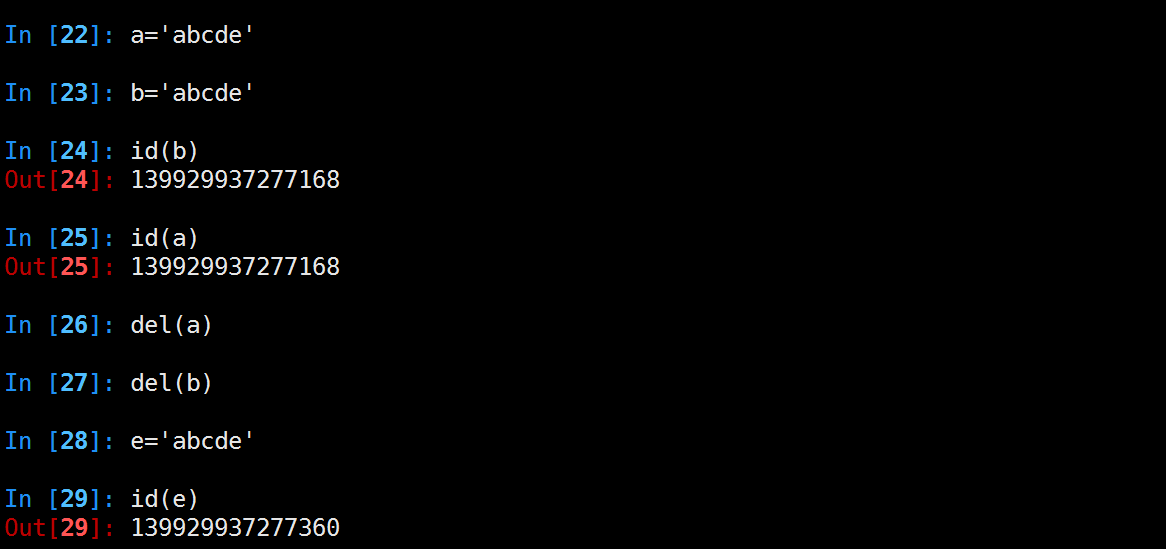 In [22]: a='abcde'
In [23]: b='abcde'
In [24]: id(b)
Out[24]: 139929937277168
In [25]: id(a)
Out[25]: 139929937277168
In [26]: del(a)
In [27]: del(b)
In [28]: e='abcde'
In [29]: id(e)
Out[29]: 139929937277360